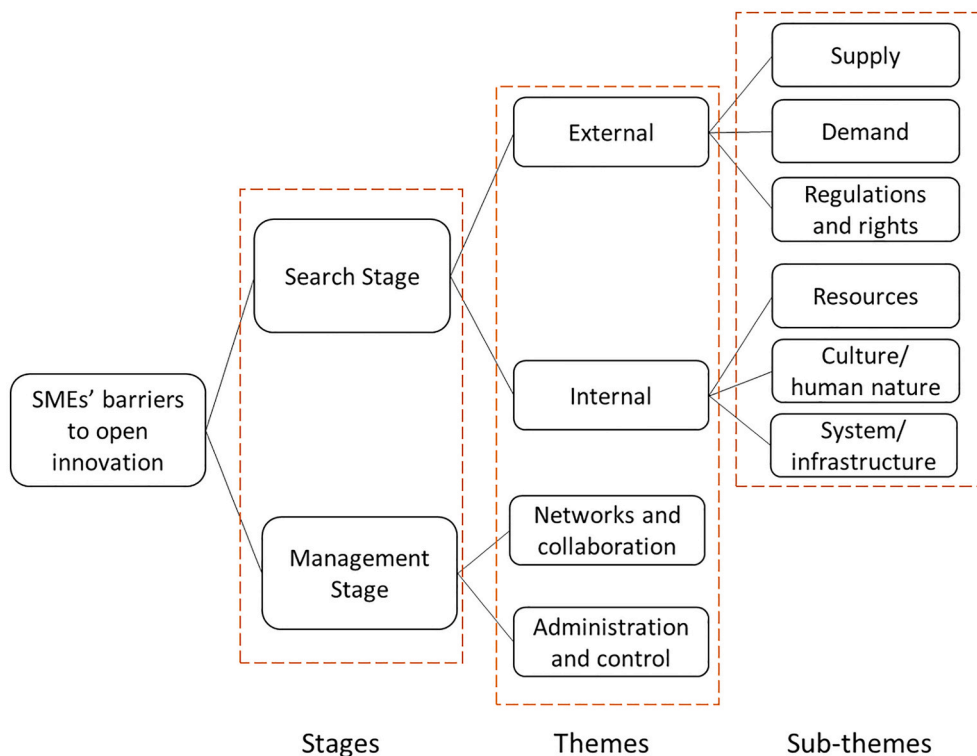 SMEs' barriers
to open
innovation
Search Stage
Management
Stage
External
Internal
Networks and
collaboration
Administration
and control
Supply
Demand
Regulations
and rights
Resources
Culture/
human nature
System/
infrastructure
Stages
Themes
Sub-themes